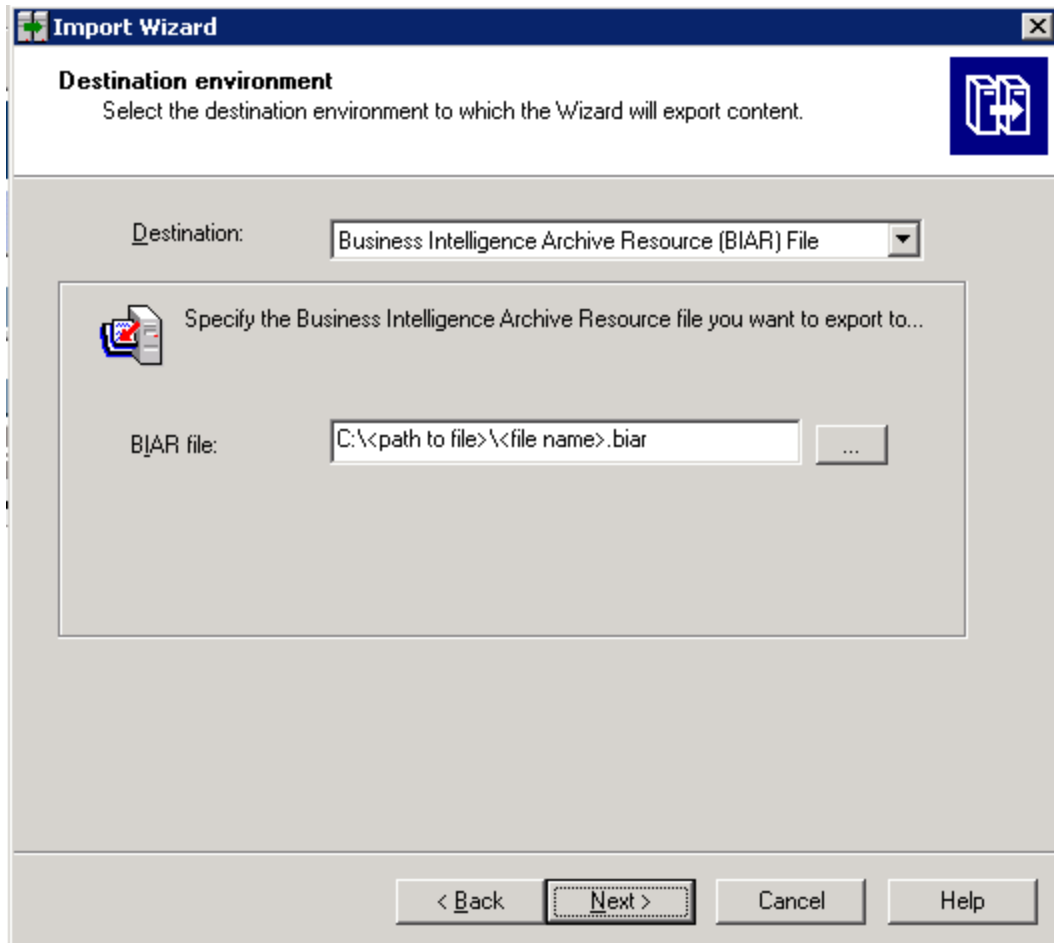 Import Wizard
Destination environment
Select the destination environment to which the Wizard will export content.
Destination:
Business Intelligence Archive Resource (BIAR) File
Specify the Business Intelligence Archive Resource file you want to export to...
BIAR file:
C:\<path to file>\<file name>.biar
...
< Back
Next >
Cancel
Help